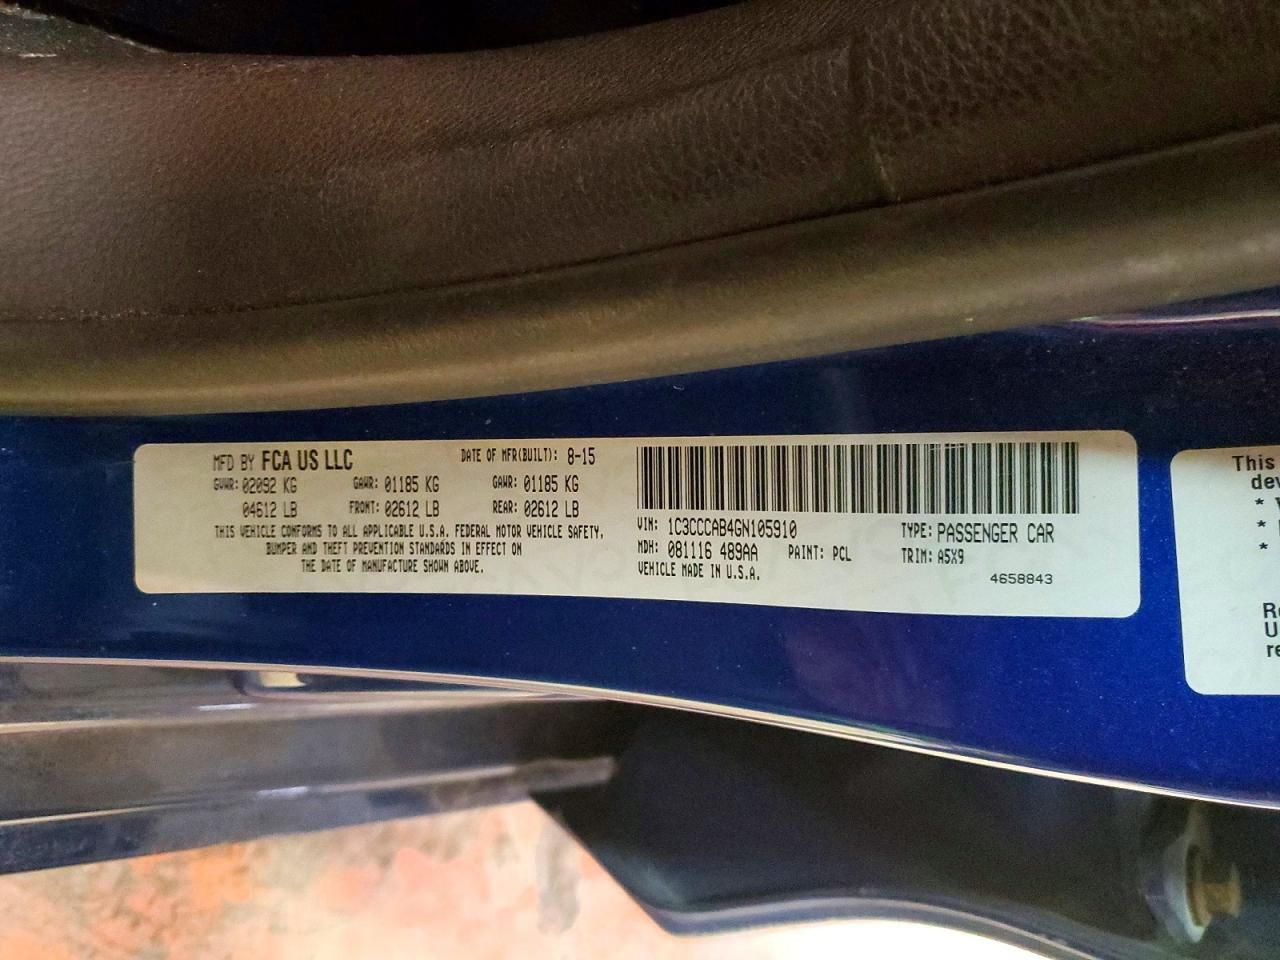 MFD BY FCA US LLC DATE OF MFR(BUILT): 8-15
GVWR: 02092 KG GAWR: 01185 KG GAWR: 01185 KG
04612 LB FRONT: 02612 LB REAR: 02612 LB
THIS VEHICLE CONFORMS TO ALL APPLICABLE U.S.A. FEDERAL MOTOR VEHICLE SAFETY,
BUMPER AND THEFT PREVENTION STANDARDS IN EFFECT ON
THE DATE OF MANUFACTURE SHOWN ABOVE.
VIN: 1C3CCCAB4GN105910 TYPE: PASSENGER CAR
MDH: 081116 489AA PAINT: PCL TRIM: A5X9
VEHICLE MADE IN U.S.A.
4658843
This
dev
*
*
*
Re
U
re